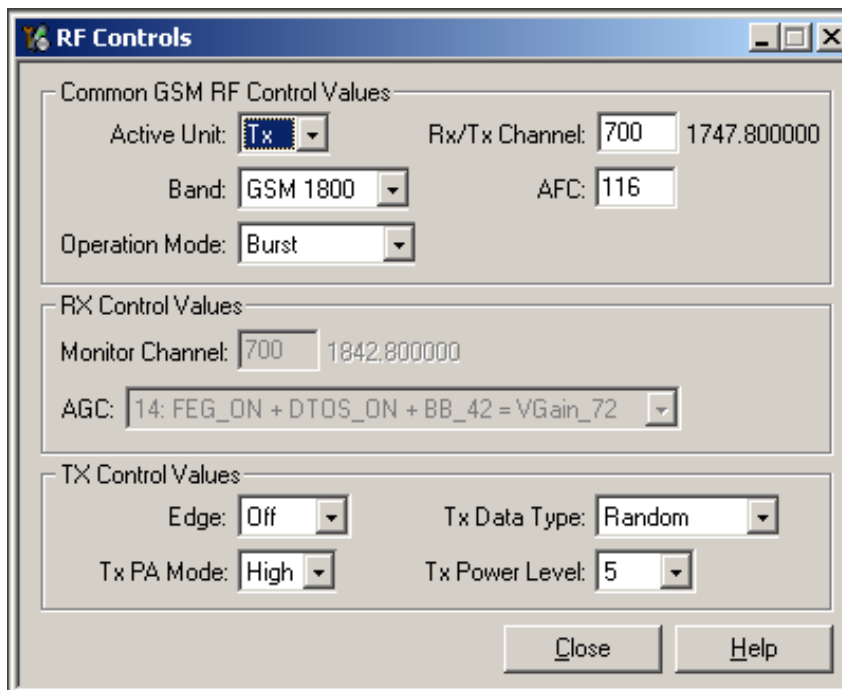 RF Controls
Common GSM RF Control Values
Active Unit: Tx Rx/Tx Channel: 700 1747.800000
Band: GSM 1800 AFC: 116
Operation Mode: Burst
RX Control Values
Monitor Channel: 700 1842.800000
AGC: 14: FEG_ON + DTOS_ON + BB_42 = VGain_72
TX Control Values
Edge: Off Tx Data Type: Random
Tx PA Mode: High Tx Power Level: 5
Close Help